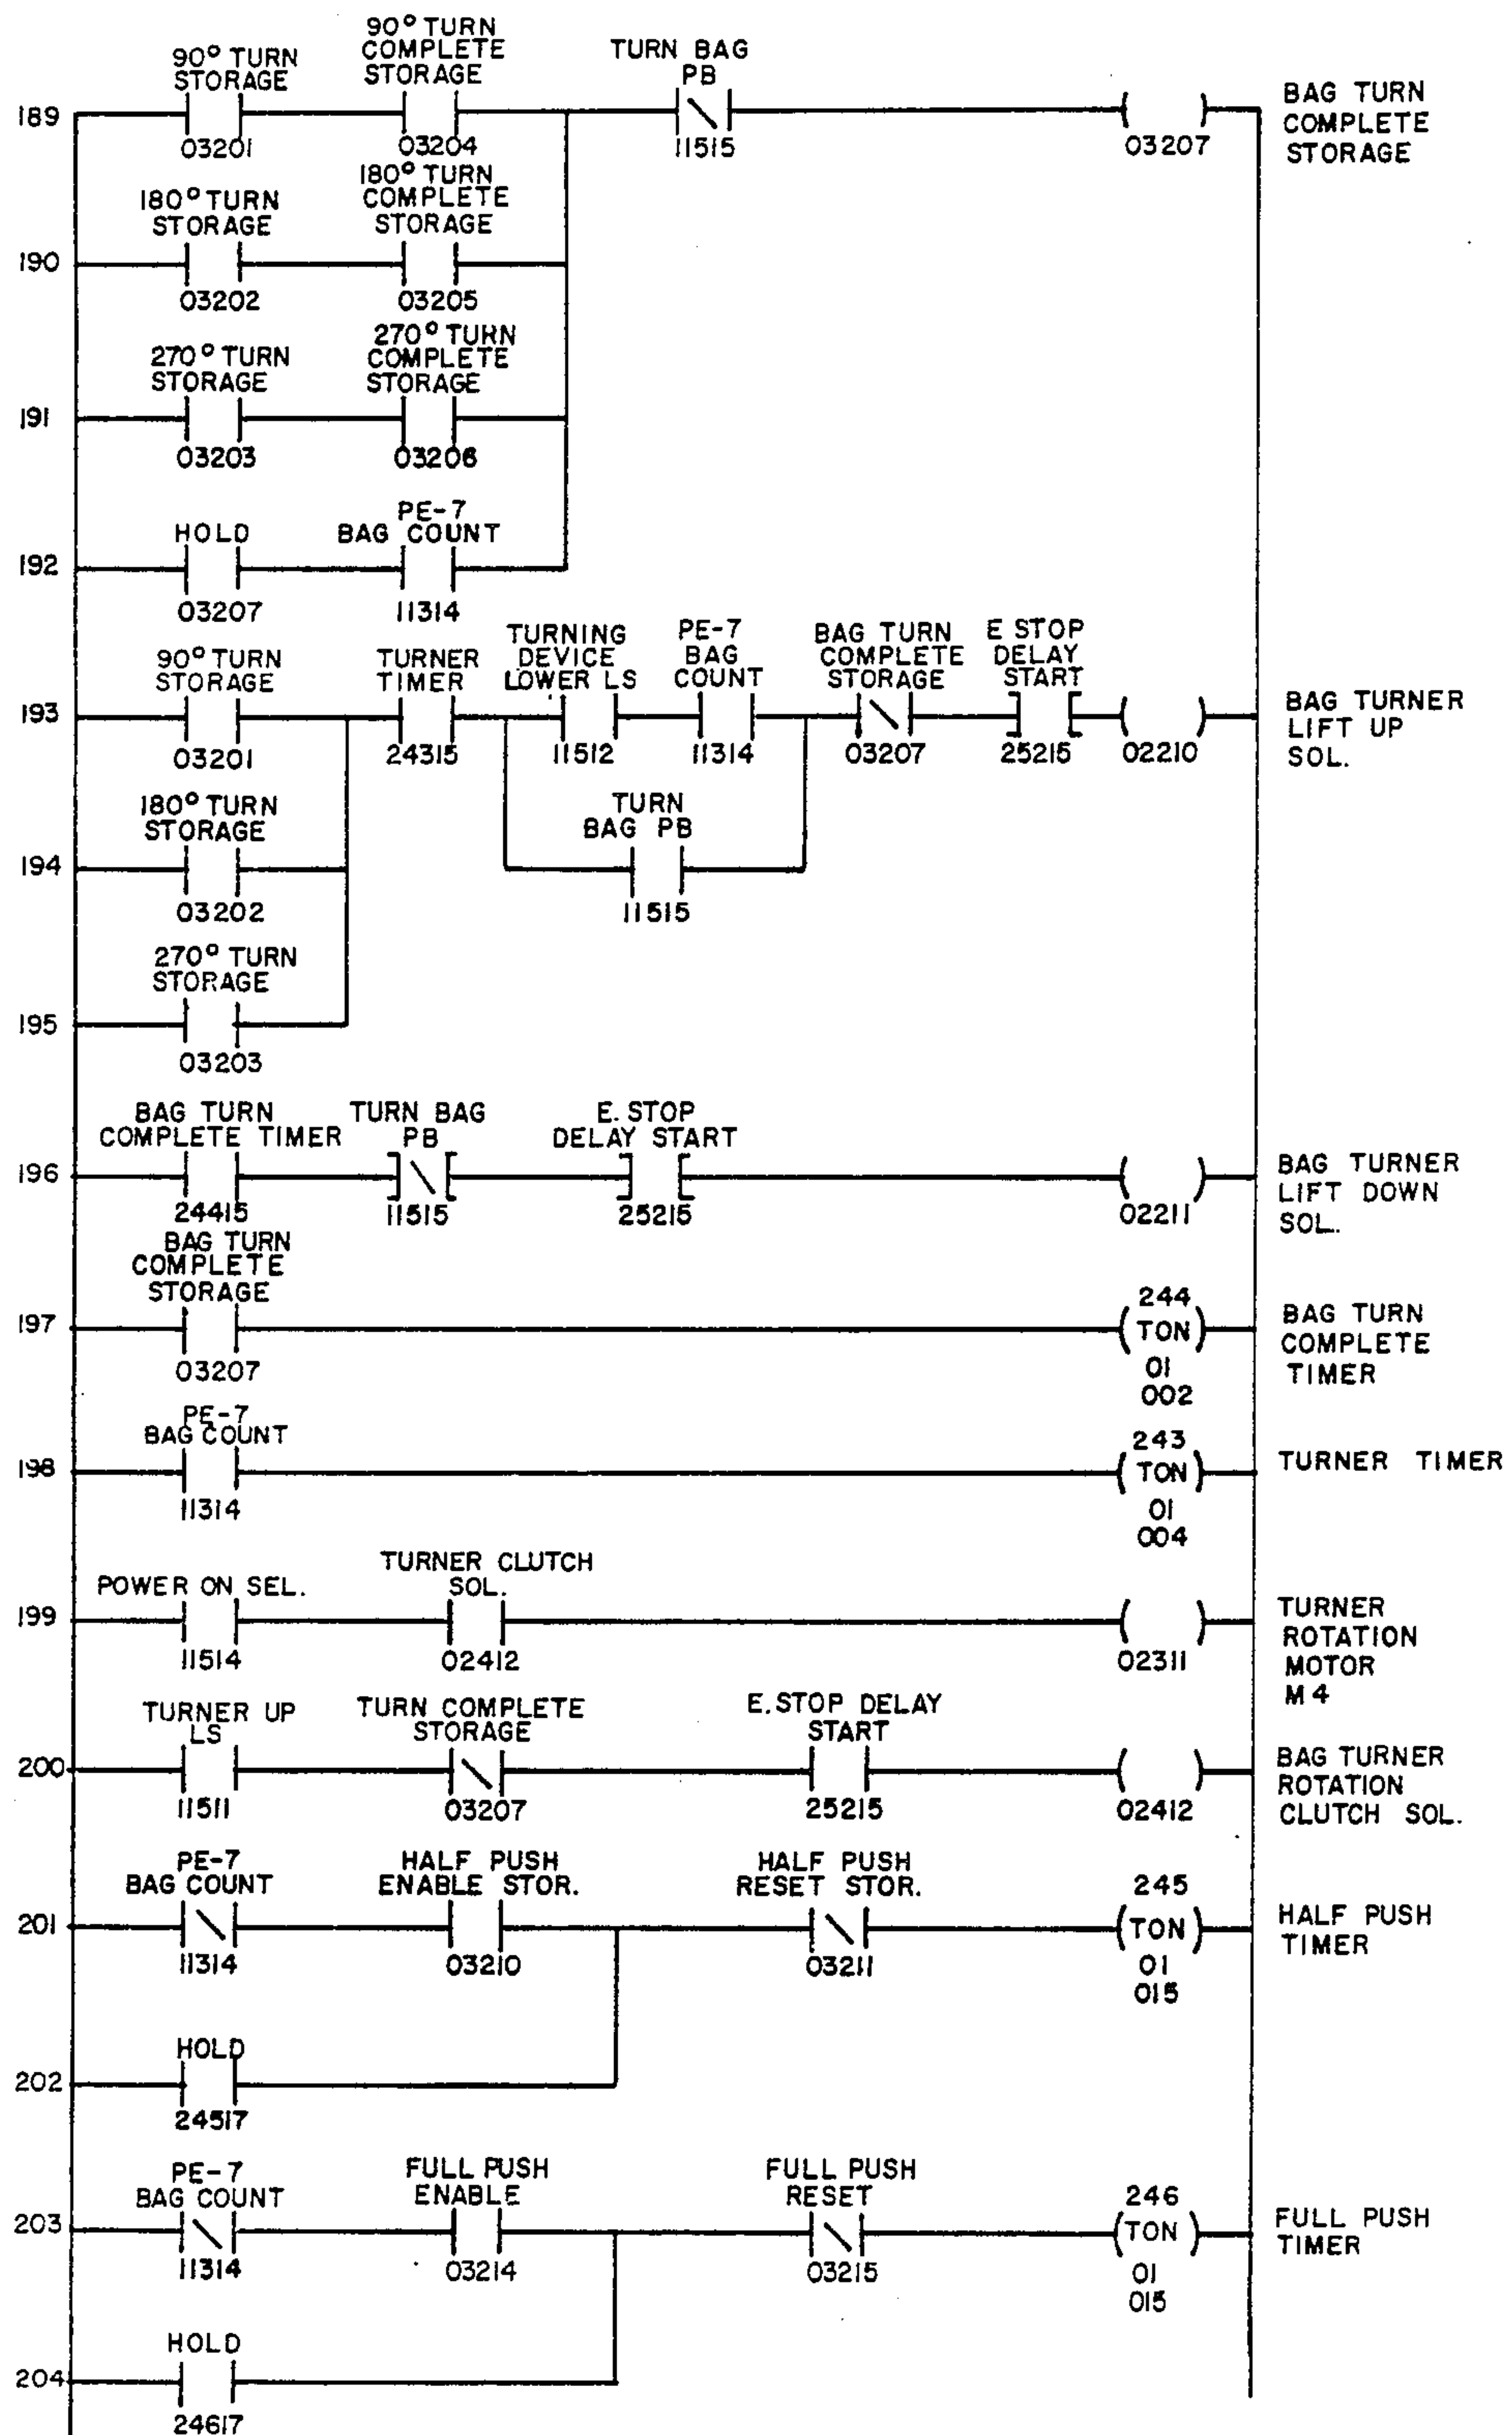 90° TURN
STORAGE
90° TURN
COMPLETE
STORAGE
TURN BAG
PB
189
03201
03204
11515
03207
BAG TURN
COMPLETE
STORAGE
180° TURN
STORAGE
180° TURN
COMPLETE
STORAGE
190
03202
03205
270° TURN
STORAGE
270° TURN
COMPLETE
STORAGE
191
03203
03206
HOLD
PE-7
BAG COUNT
192
03207
11314
90° TURN
STORAGE
TURNER
TIMER
TURNING
DEVICE
LOWER LS
PE-7
BAG
COUNT
BAG TURN
COMPLETE
STORAGE
E STOP
DELAY
START
193
03201
24315
11512
11314
03207
25215
02210
BAG TURNER
LIFT UP
SOL.
180° TURN
STORAGE
TURN
BAG PB
194
03202
11515
270° TURN
STORAGE
195
03203
BAG TURN
COMPLETE TIMER
TURN BAG
PB
E. STOP
DELAY START
196
24415
11515
25215
02211
BAG TURNER
LIFT DOWN
SOL.
BAG TURN
COMPLETE
STORAGE
197
03207
244
TON
01
002
BAG TURN
COMPLETE
TIMER
PE-7
BAG COUNT
198
11314
243
TON
01
004
TURNER TIMER
POWER ON SEL.
TURNER CLUTCH
SOL.
199
11514
02412
02311
TURNER
ROTATION
MOTOR
M4
TURNER UP
LS
TURN COMPLETE
STORAGE
E.STOP DELAY
START
200
11511
03207
25215
02412
BAG TURNER
ROTATION
CLUTCH SOL.
PE-7
BAG COUNT
HALF PUSH
ENABLE STOR.
HALF PUSH
RESET STOR.
201
11314
03210
03211
245
TON
01
015
HALF PUSH
TIMER
HOLD
202
24517
PE-7
BAG COUNT
FULL PUSH
ENABLE
FULL PUSH
RESET
203
11314
03214
03215
246
TON
01
015
FULL PUSH
TIMER
HOLD
204
24617